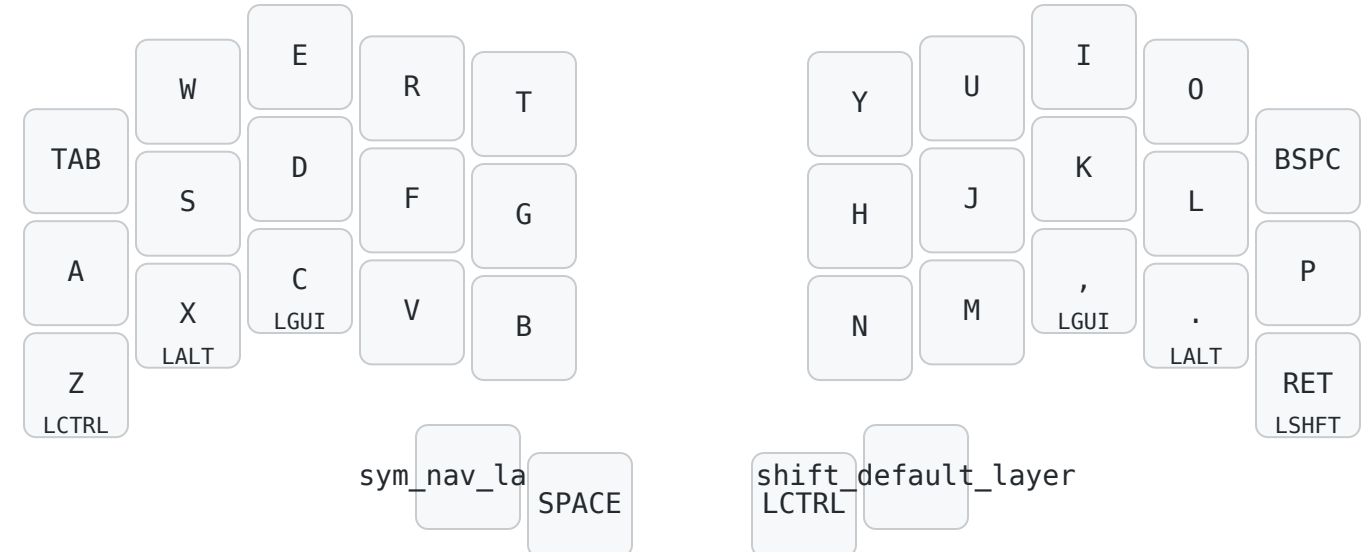 E
I
W
R
U
O
T
Y
TAB
BSPC
D
K
S
F
J
L
G
H
A
P
C
LGUI
,
LGUI
X
LALT
V
M
.
LALT
B
N
Z
LCTRL
RET
LSHFT
sym_nav_la
shift_default_layer
SPACE
LCTRL